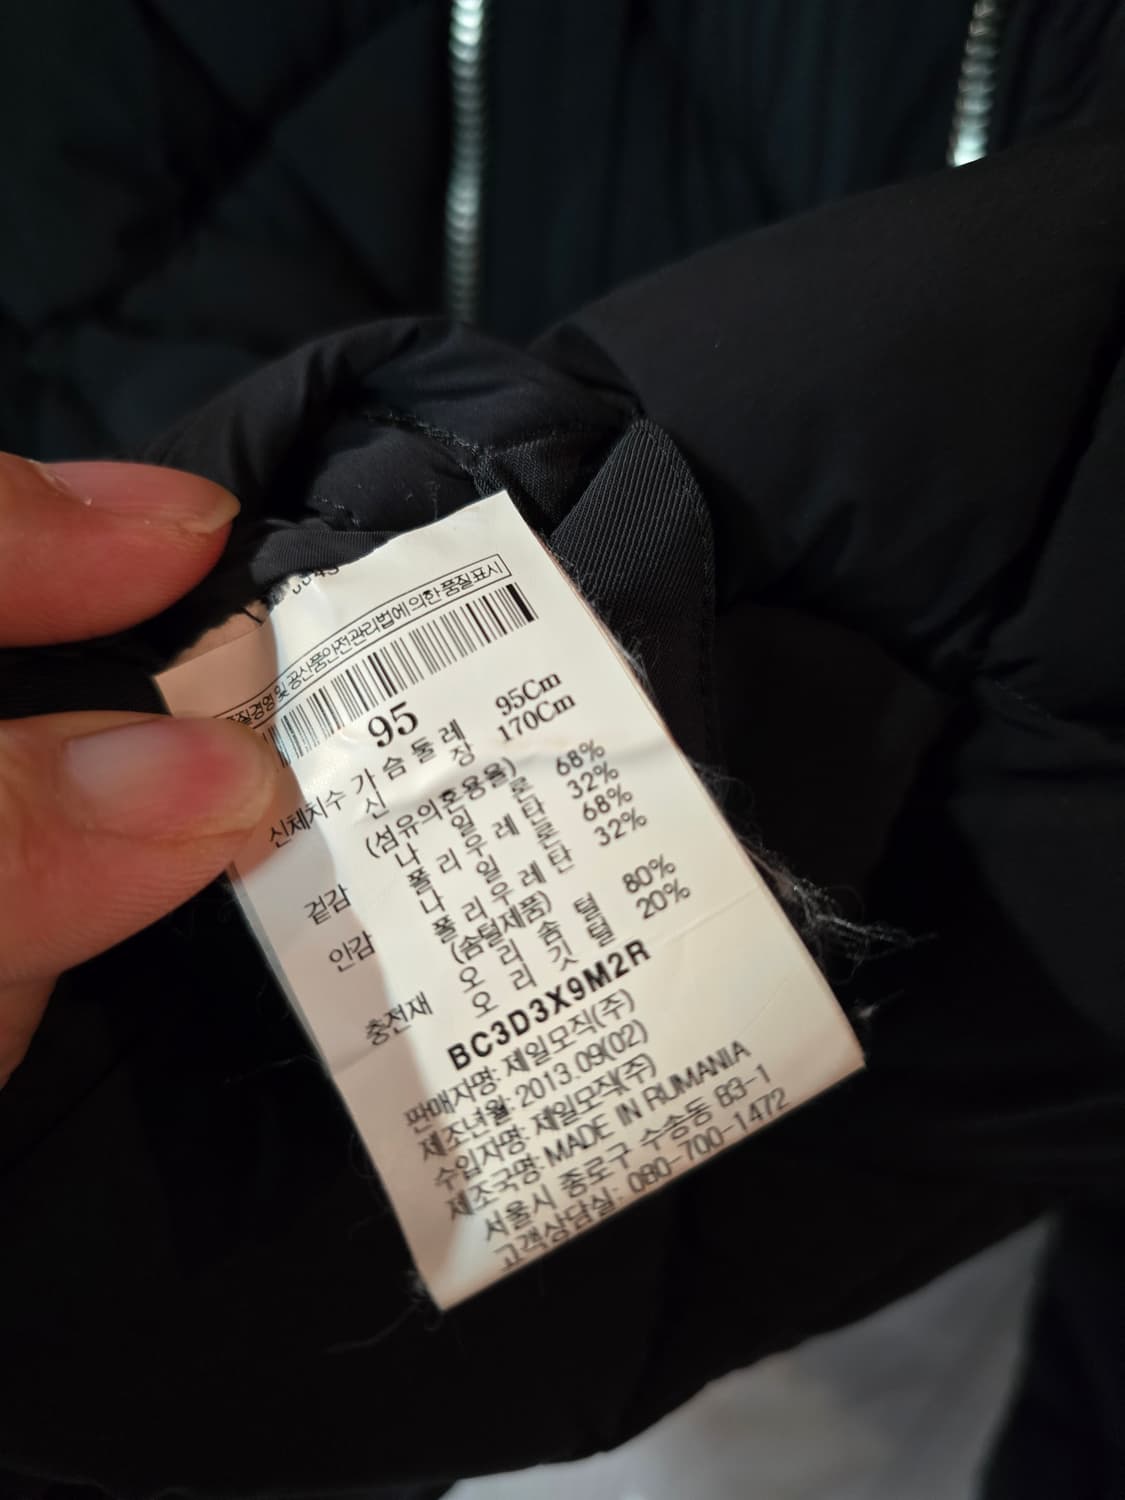 품질경영 및 공산품안전관리법에 의한 품질표시
95
신체치수 가슴둘레 95Cm
신장 170Cm
(섬유의혼용율)
겉감 나일론 68%
폴리우레탄 32%
안감 나일론 68%
폴리우레탄 32%
(솜털제품)
충전재 오리솜털 80%
오리깃털 20%
BC3D3X9M2R
판매자명: 제일모직(주)
제조년월: 2013.09(02)
수입자명: 제일모직(주)
제조국명: MADE IN RUMANIA
서울시 종로구 수송동 83-1
고객상담실: 080-700-1472